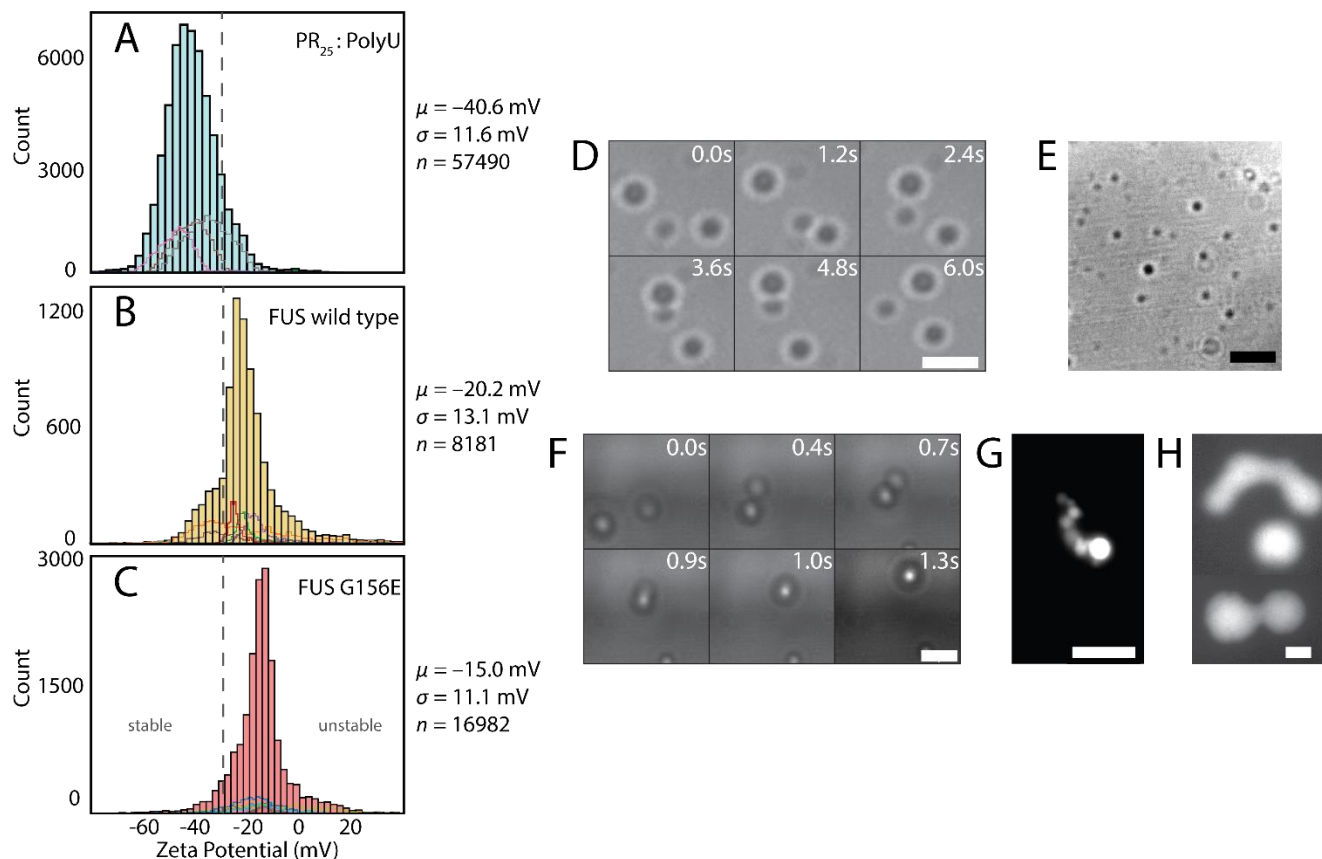 A
PR25: PolyU
6000
3000
0
Count
μ = –40.6 mV
σ = 11.6 mV
n = 57490
B
FUS wild type
1200
600
0
Count
μ = –20.2 mV
σ = 13.1 mV
n = 8181
C
FUS G156E
3000
1500
0
Count
stable
unstable
μ = –15.0 mV
σ = 11.1 mV
n = 16982
-60 -40 -20 0 20
Zeta Potential (mV)
D
0.0s 1.2s 2.4s
3.6s 4.8s 6.0s
E
F
0.0s 0.4s 0.7s
0.9s 1.0s 1.3s
G
H